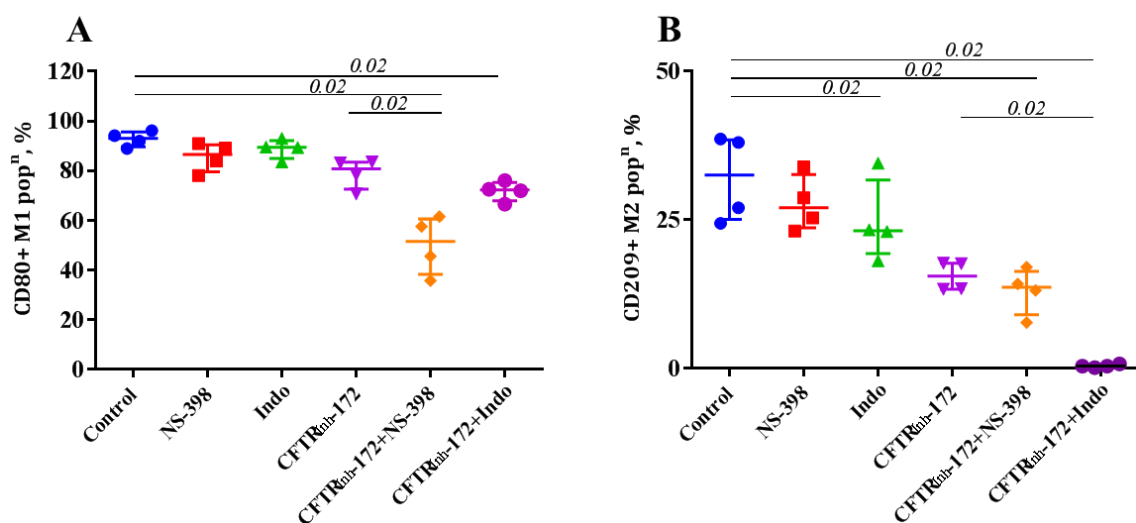 A
CD80+ M1 popⁿ, %
120
100
80
60
40
20
0
0.02
0.02
0.02
Control
NS-398
Indo
CFTRInh-172
CFTRInh-172+NS-398
CFTRInh-172+Indo
B
CD209+ M2 popⁿ, %
50
25
0
0.02
0.02
0.02
0.02
Control
NS-398
Indo
CFTRInh-172
CFTRInh-172+NS-398
CFTRInh-172+Indo